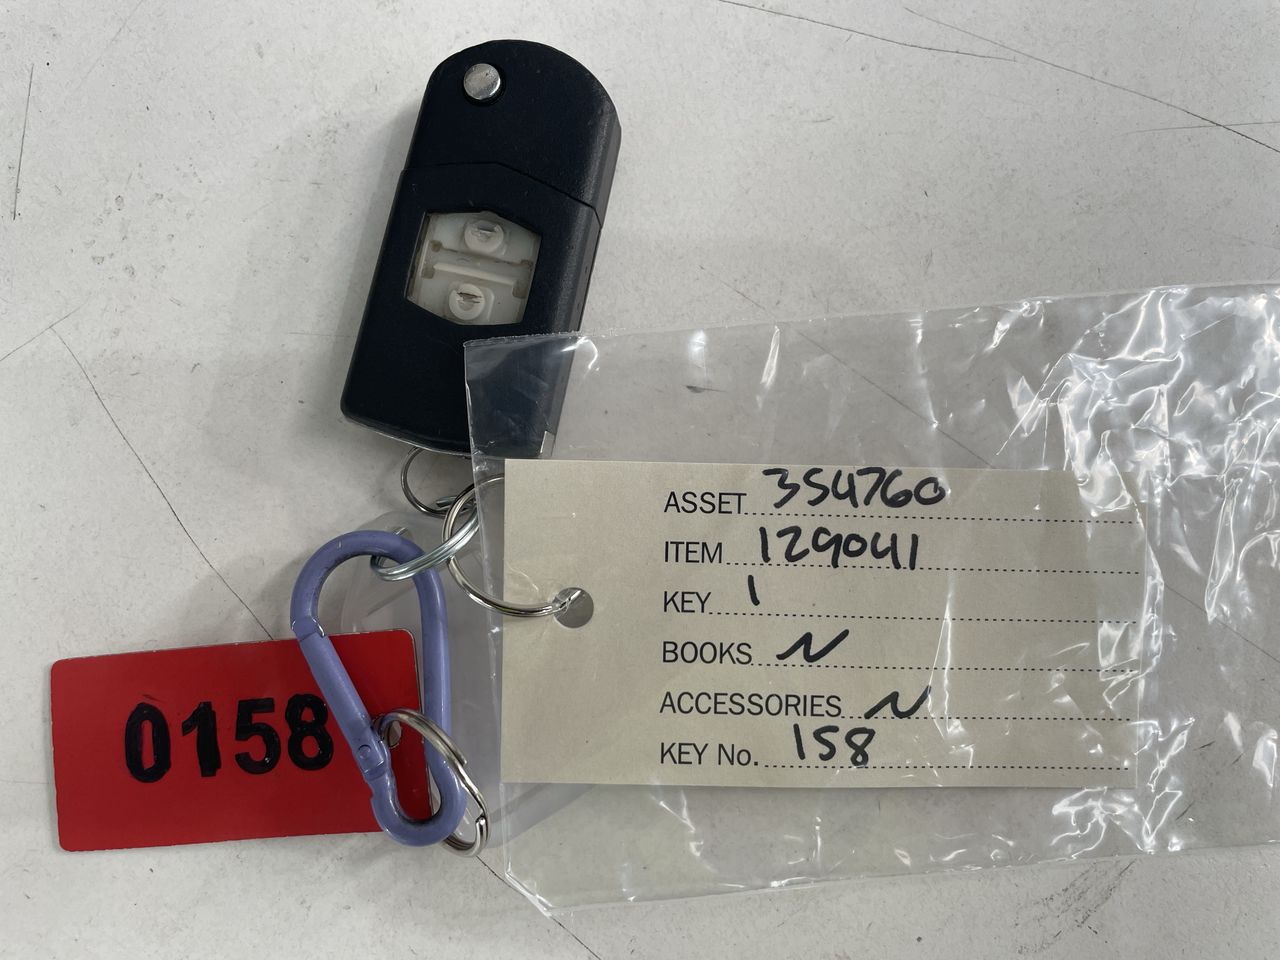 ASSET 354760
ITEM 129041
KEY 1
BOOKS N
ACCESSORIES N
KEY No. 158
0158